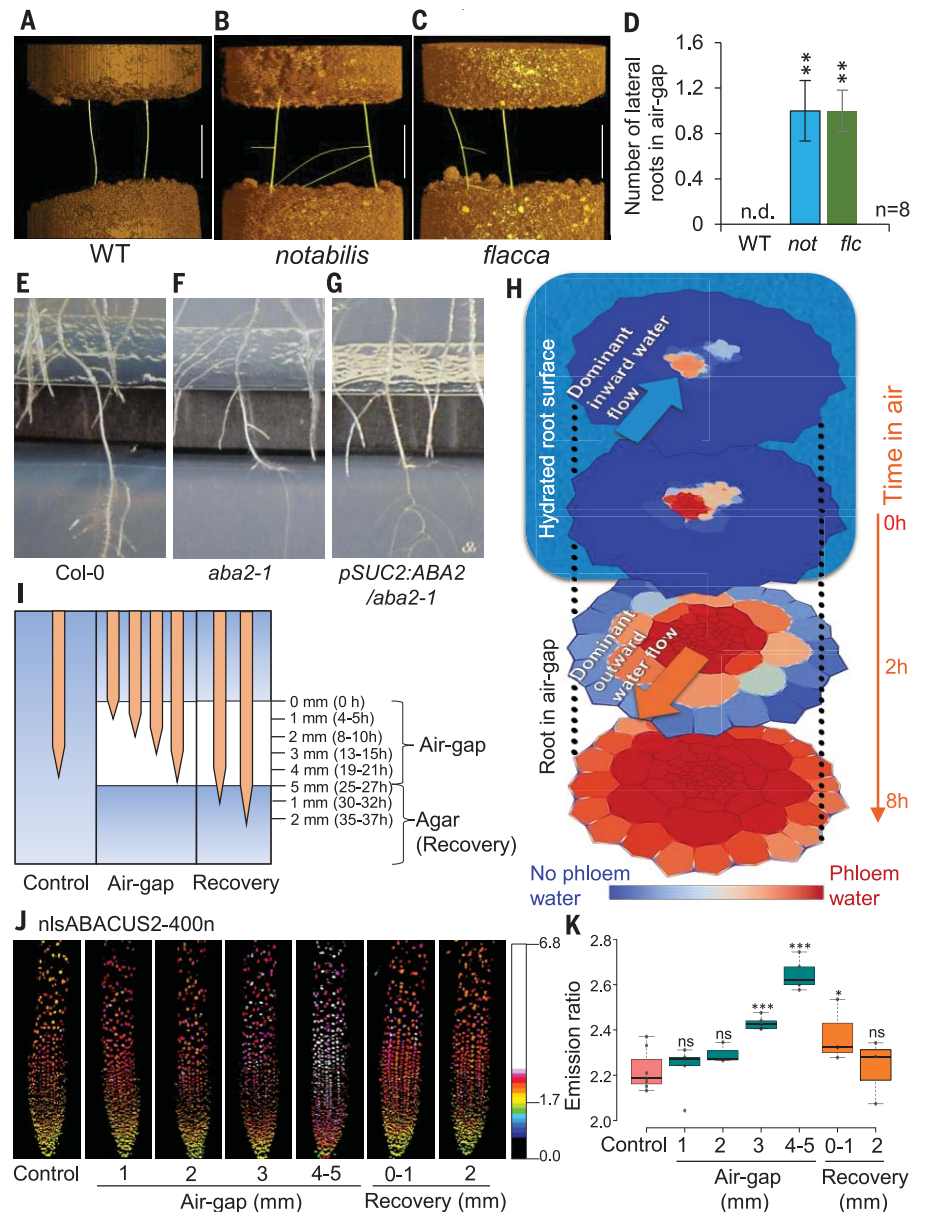 A
B
C
WT
notabilis
flacca
D
Number of lateral
roots in air-gap
1.6
1.2
0.8
0.4
0
n.d.
**
**
WT
not
flc
n=8
E
F
G
Col-0
aba2-1
pSUC2:ABA2
/aba2-1
H
Hydrated root surface
Dominant
inward water
flow
Root in air-gap
Dominant
outward
water flow
Time in air
0h
2h
8h
No phloem
water
Phloem
water
I
0 mm (0 h)
1 mm (4-5h)
2 mm (8-10h)
3 mm (13-15h)
4 mm (19-21h)
5 mm (25-27h)
1 mm (30-32h)
2 mm (35-37h)
Air-gap
Agar
(Recovery)
Control
Air-gap
Recovery
J
nlsABACUS2-400n
6.8
1.7
0.0
Control
1
2
3
4-5
0-1
2
Air-gap (mm)
Recovery (mm)
K
Emission ratio
2.8
2.6
2.4
2.2
2.0
ns
ns
***
***
*
ns
Control
1
2
3
4-5
0-1
2
Air-gap
(mm)
Recovery
(mm)